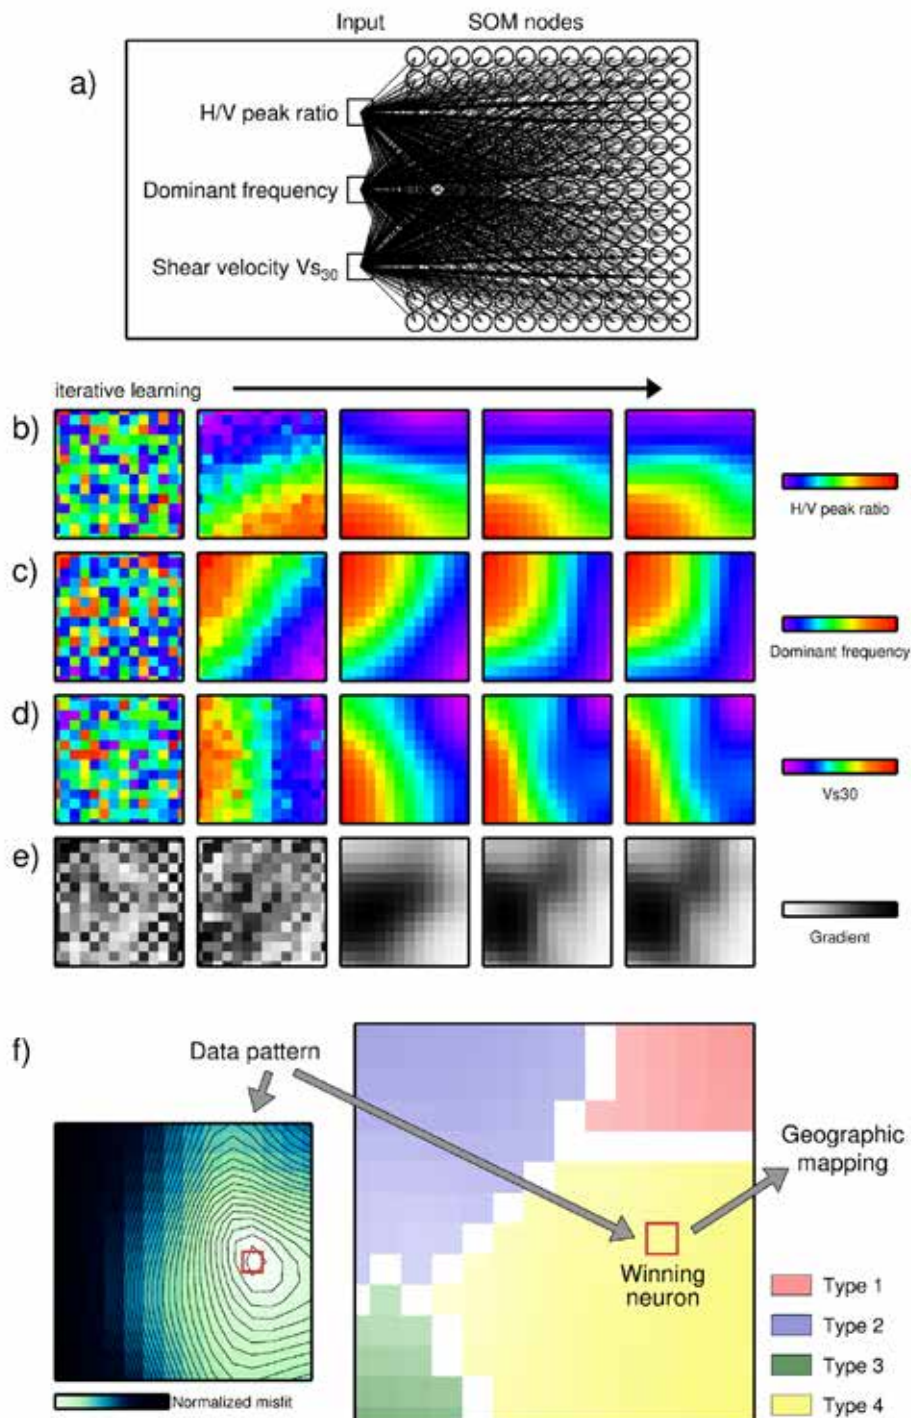 Input SOM nodes
a)
H/V peak ratio
Dominant frequency
Shear velocity Vs30
iterative learning
b)
H/V peak ratio
c)
Dominant frequency
d)
Vs30
e)
Gradient
f)
Data pattern
Geographic
mapping
Winning
neuron
Type 1
Type 2
Type 3
Type 4
Normalized misfit